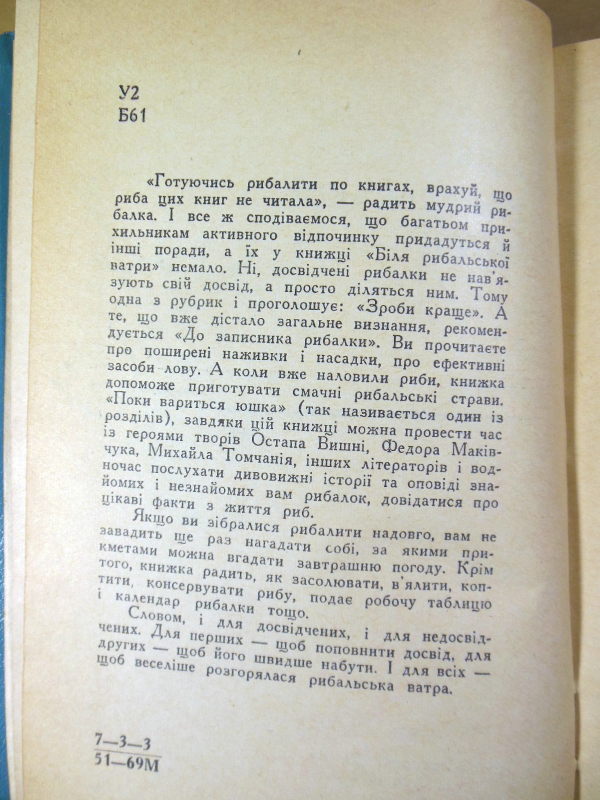 У2
Б61
«Готуючись рибалити по книгах, врахуй, що
риба цих книг не читала», — радить мудрий ри-
балка. І все ж сподіваємося, що багатьом при-
хильникам активного відпочинку придадуться й
інші поради, а їх у книжці «Біля рибальської
ватри» немало. Ні, досвідчені рибалки не нав'я-
зують свій досвід, а просто діляться ним. Тому
одна з рубрик і проголошує: «Зроби краще». А
те, що вже дістало загальне визнання, рекомен-
дується «До записника рибалки». Ви прочитаєте
про поширені наживки і насадки, про ефективні
засоби лову. А коли вже наловили риби, книжка
допоможе приготувати смачні рибальські страви.
«Поки вариться юшка» (так називається один із
розділів), завдяки цій книжці можна провести час
із героями творів Остапа Вишні, Федора Маків-
чука, Михайла Томчанія, інших літераторів і вод-
ночас послухати дивовижні історії та оповіді зна-
йомих і незнайомих вам рибалок, довідатися про
цікаві факти з життя риб.
Якщо ви зібралися рибалити надовго, вам не
завадить ще раз нагадати собі, за якими при-
кметами можна вгадати завтрашню погоду. Крім
того, книжка радить, як засолювати, в'ялити, коп-
тити, консервувати рибу, подає робочу таблицю
і календар рибалки тощо.
Словом, і для досвідчених, і для недосвід-
чених. Для перших — щоб поповнити досвід, для
других — щоб його швидше набути. І для всіх —
щоб веселіше розгорялася рибальська ватра.
7—3—3
51—69М